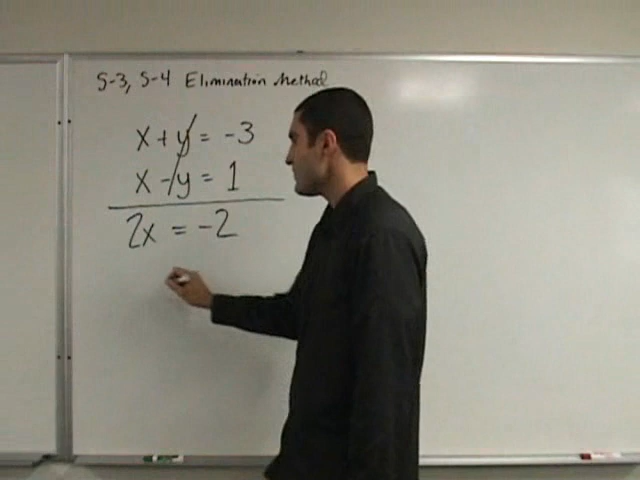 5-3, 5-4 Elimination Method
x + y = -3
x - y = 1
2x = -2